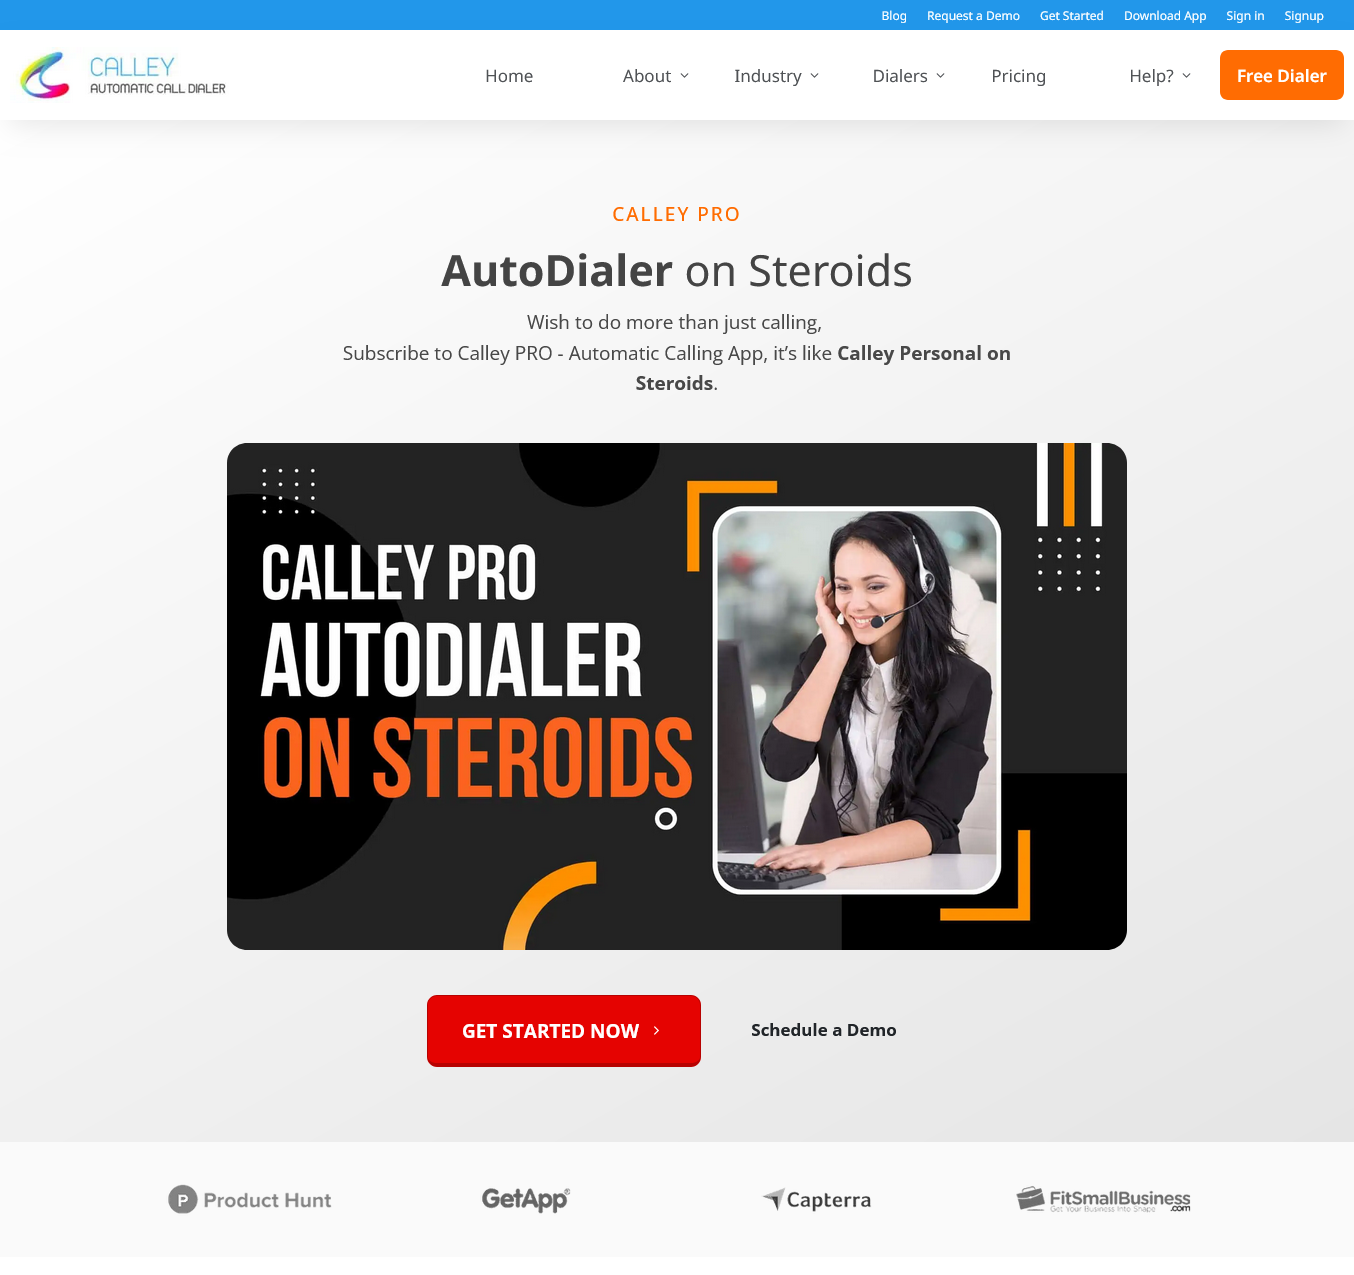 Blog Request a Demo Get Started Download App Sign in Signup
CALLEY
AUTOMATIC CALL DIALER
Home About Industry Dialers Pricing Help? Free Dialer
CALLEY PRO
AutoDialer on Steroids
Wish to do more than just calling,
Subscribe to Calley PRO - Automatic Calling App, it’s like Calley Personal on
Steroids.
CALLEY PRO
AUTODIALER
ON STEROIDS
GET STARTED NOW
Schedule a Demo
P Product Hunt
GetApp®
Capterra
FitSmallBusiness
.com
Get Your Business Into Shape